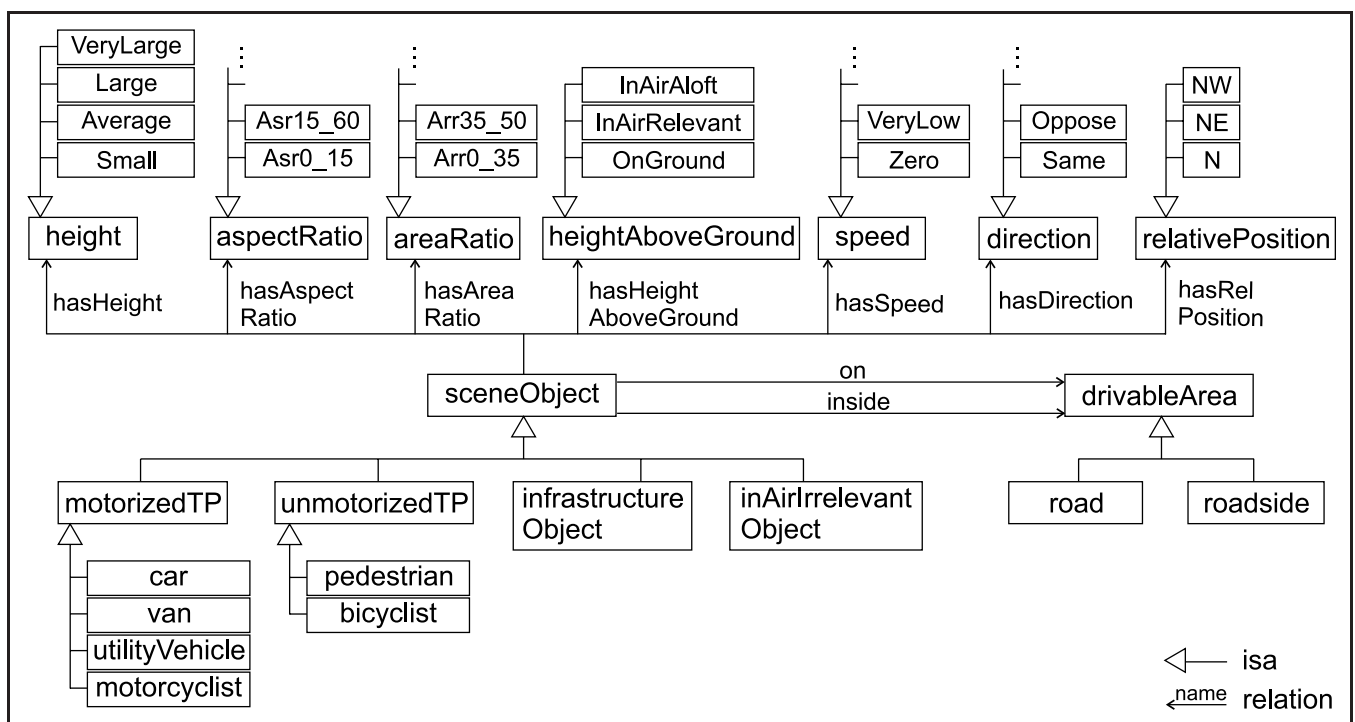 VeryLarge
Large
Average
Small
⋮
Asr15_60
Asr0_15
⋮
Arr35_50
Arr0_35
InAirAloft
InAirRelevant
OnGround
⋮
VeryLow
Zero
⋮
Oppose
Same
NW
NE
N
height
aspectRatio
areaRatio
heightAboveGround
speed
direction
relativePosition
hasHeight
hasAspect
Ratio
hasArea
Ratio
hasHeight
AboveGround
hasSpeed
hasDirection
hasRel
Position
sceneObject
on
inside
drivableArea
motorizedTP
unmotorizedTP
infrastructure
Object
inAirIrrelevant
Object
road
roadside
car
van
utilityVehicle
motorcyclist
pedestrian
bicyclist
isa
name
relation